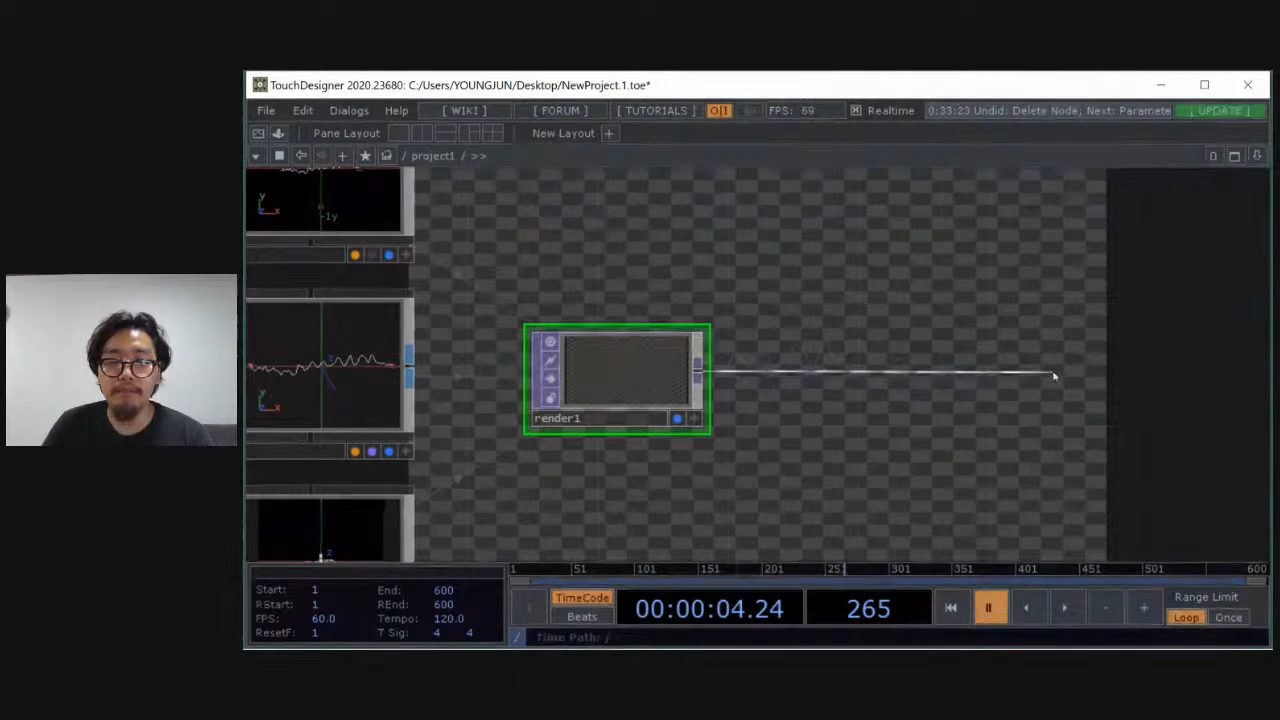 TouchDesigner 2020.23680: C:/Users/YOUNGJUN/Desktop/NewProject.1.toe*
File Edit Dialogs Help [ WIKI ] [ FORUM ] [ TUTORIALS ] O|1 FPS: 69 Realtime 0:33:23 Undid: Delete Node; Next: Paramete [ UPDATE ]
Pane Layout New Layout +
/ project1 / >>
y
x
-1y
z
y
x
render1
z
1 51 101 151 201 251 301 351 401 451 501 600
Start: 1 End: 600
RStart: 1 REnd: 600
FPS: 60.0 Tempo: 120.0
ResetF: 1 T Sig: 4 4
1 TimeCode 00:00:04.24 265 - + Range Limit
Beats Loop Once
/ Time Path: /